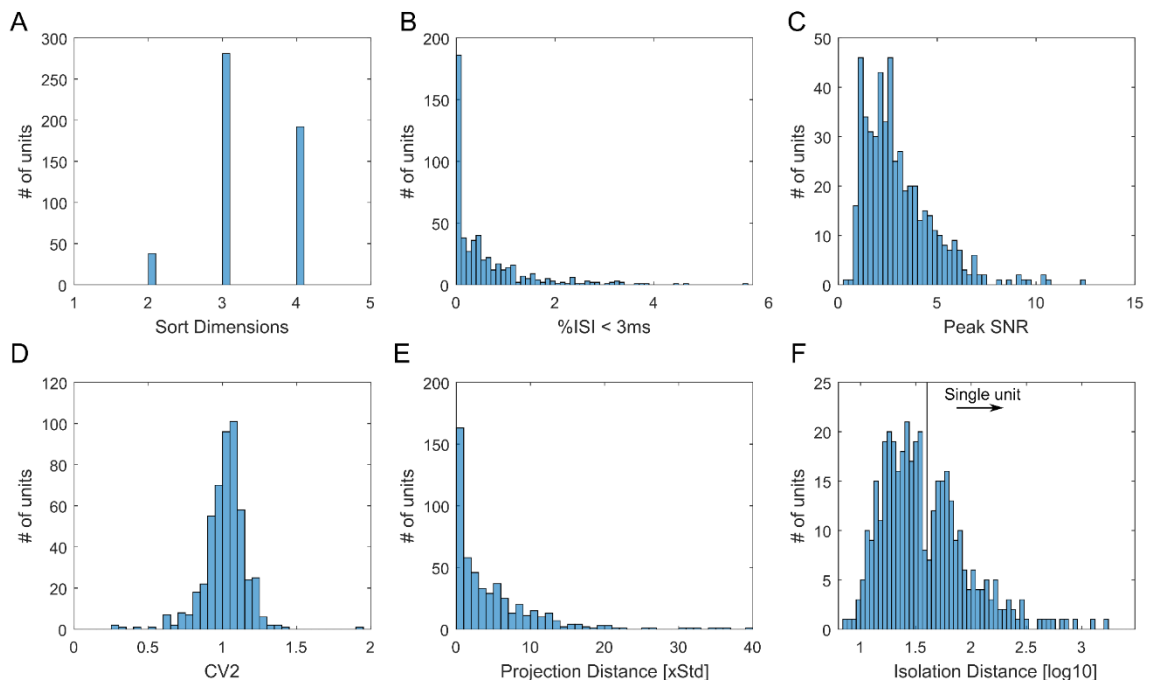 A
300
250
200
150
100
50
0
# of units
1 2 3 4 5
Sort Dimensions
B
200
150
100
50
0
# of units
0 2 4 6
%ISI < 3ms
C
50
40
30
20
10
0
# of units
0 5 10 15
Peak SNR
D
120
100
80
60
40
20
0
# of units
0 0.5 1 1.5 2
CV2
E
200
150
100
50
0
# of units
0 10 20 30 40
Projection Distance [xStd]
F
25
20
15
10
5
0
# of units
Single unit
1 1.5 2 2.5 3
Isolation Distance [log10]